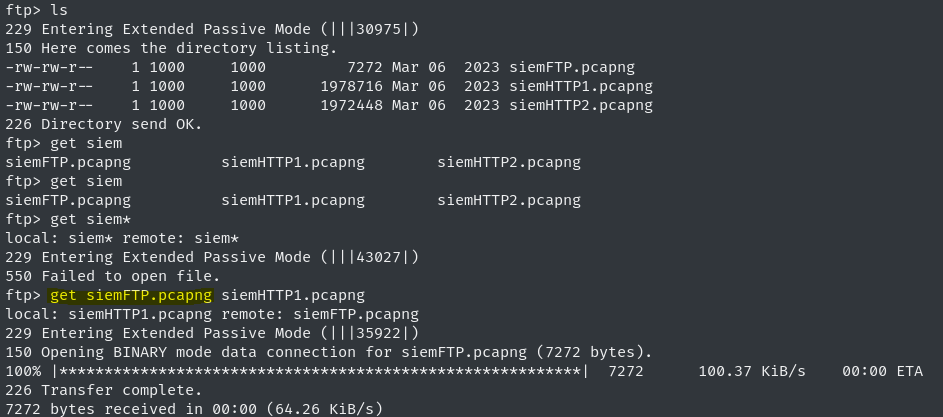 ftp> ls
229 Entering Extended Passive Mode (|||30975|)
150 Here comes the directory listing.
-rw-rw-r--    1 1000     1000         7272 Mar 06  2023 siemFTP.pcapng
-rw-rw-r--    1 1000     1000      1978716 Mar 06  2023 siemHTTP1.pcapng
-rw-rw-r--    1 1000     1000      1972448 Mar 06  2023 siemHTTP2.pcapng
226 Directory send OK.
ftp> get siem
siemFTP.pcapng          siemHTTP1.pcapng        siemHTTP2.pcapng
ftp> get siem
siemFTP.pcapng          siemHTTP1.pcapng        siemHTTP2.pcapng
ftp> get siem*
local: siem* remote: siem*
229 Entering Extended Passive Mode (|||43027|)
550 Failed to open file.
ftp> get siemFTP.pcapng siemHTTP1.pcapng
local: siemHTTP1.pcapng remote: siemFTP.pcapng
229 Entering Extended Passive Mode (|||35922|)
150 Opening BINARY mode data connection for siemFTP.pcapng (7272 bytes).
100% |**********************************************************|  7272      100.37 KiB/s    00:00 ETA
226 Transfer complete.
7272 bytes received in 00:00 (64.26 KiB/s)